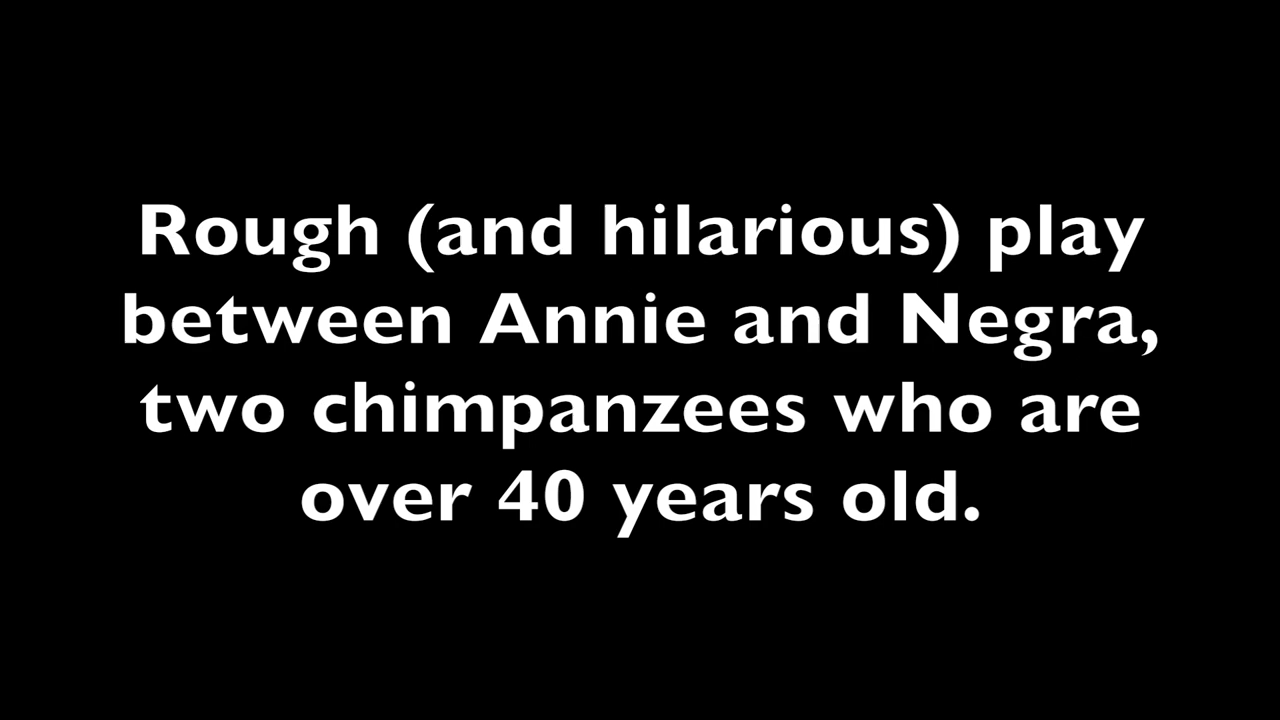 Rough (and hilarious) play
between Annie and Negra,
two chimpanzees who are
over 40 years old.